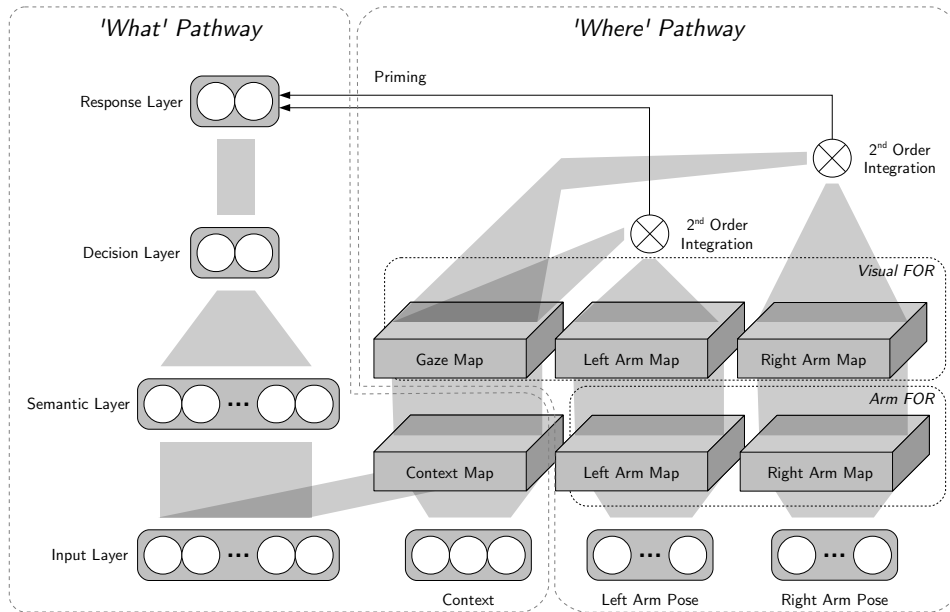 'What' Pathway
'Where' Pathway
Priming
Response Layer
2nd Order
Integration
2nd Order
Integration
Decision Layer
Visual FOR
Gaze Map
Left Arm Map
Right Arm Map
Semantic Layer
...
Arm FOR
Context Map
Left Arm Map
Right Arm Map
Input Layer
...
...
...
Context
Left Arm Pose
Right Arm Pose